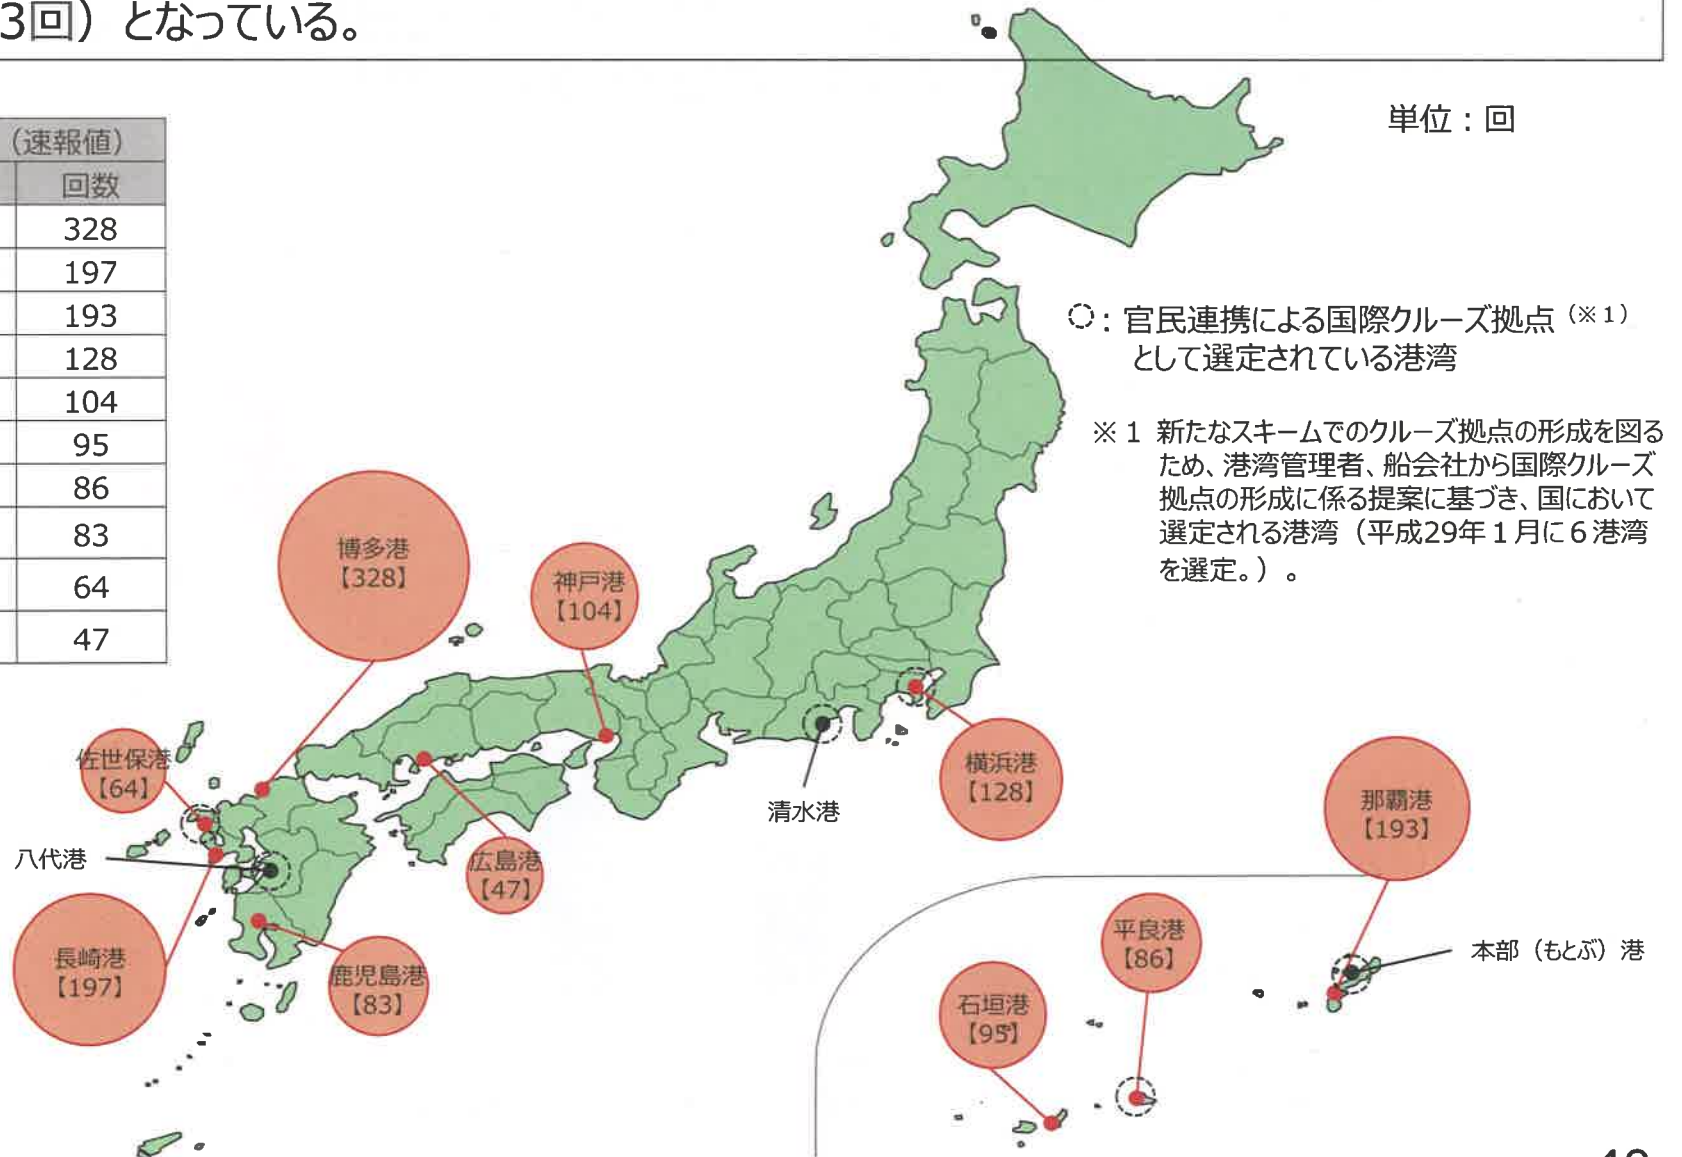 3回）となっている。
単位：回
（速報値）
回数
328
197
193
128
104
95
86
83
64
47
○：官民連携による国際クルーズ拠点（※1）
として選定されている港湾
※１ 新たなスキームでのクルーズ拠点の形成を図る
ため、港湾管理者、船会社から国際クルーズ
拠点の形成に係る提案に基づき、国において
選定される港湾（平成29年１月に６港湾
を選定。）。
博多港
【328】
神戸港
【104】
佐世保港
【64】
八代港
長崎港
【197】
鹿児島港
【83】
広島港
【47】
清水港
横浜港
【128】
那覇港
【193】
平良港
【86】
石垣港
【95】
本部（もとぶ）港